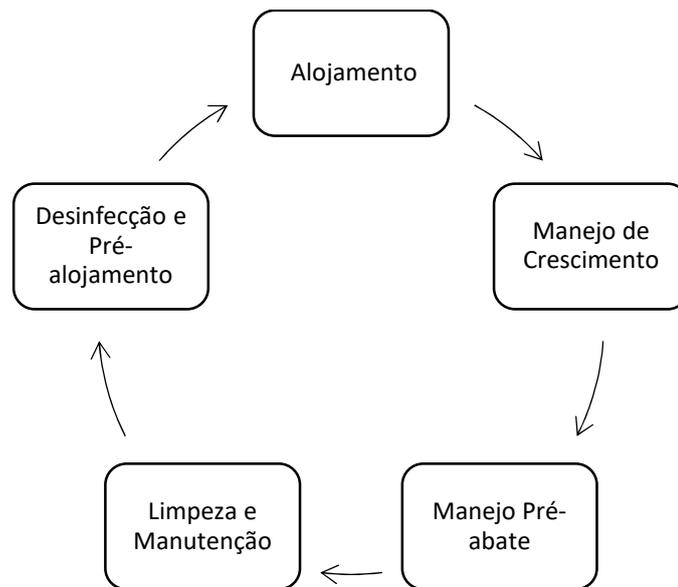 Alojamento
Manejo de
Crescimento
Manejo Pré-
abate
Limpeza e
Manutenção
Desinfecção e
Pré-
alojamento